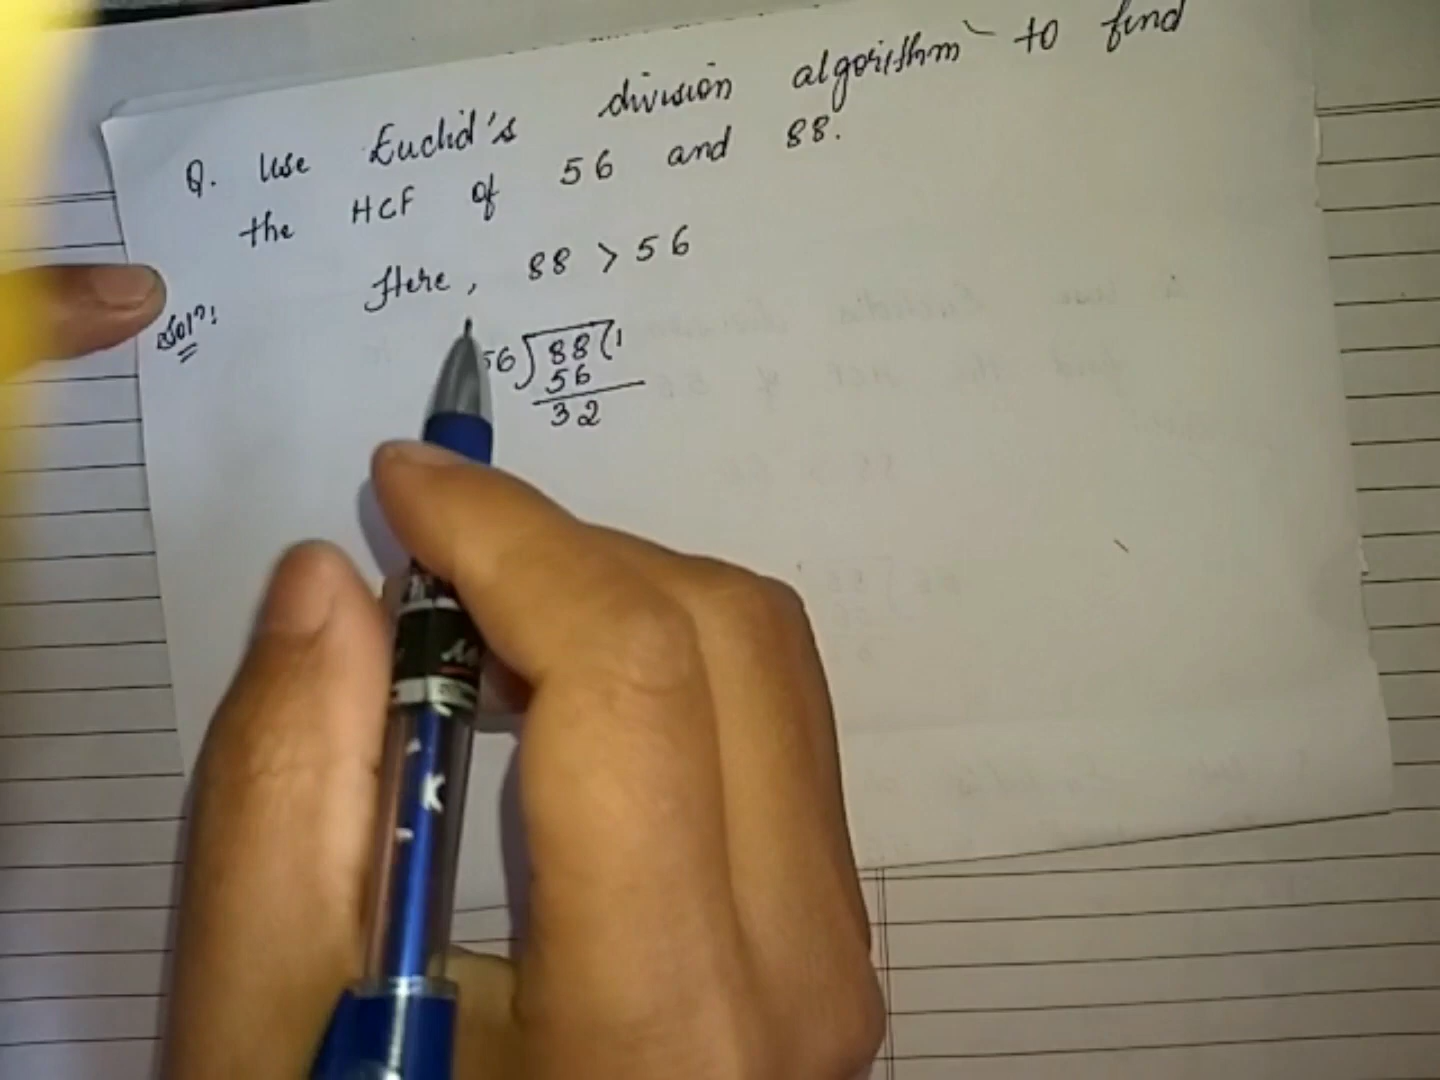 Q. Use Euclid's division algorithm to find
the HCF of 56 and 88.
Soln:
Here, 88 > 56
56)88(1
56
32
K